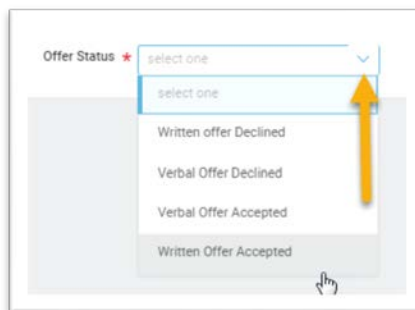 Offer Status * select one
select one
Written offer Declined
Verbal Offer Declined
Verbal Offer Accepted
Written Offer Accepted